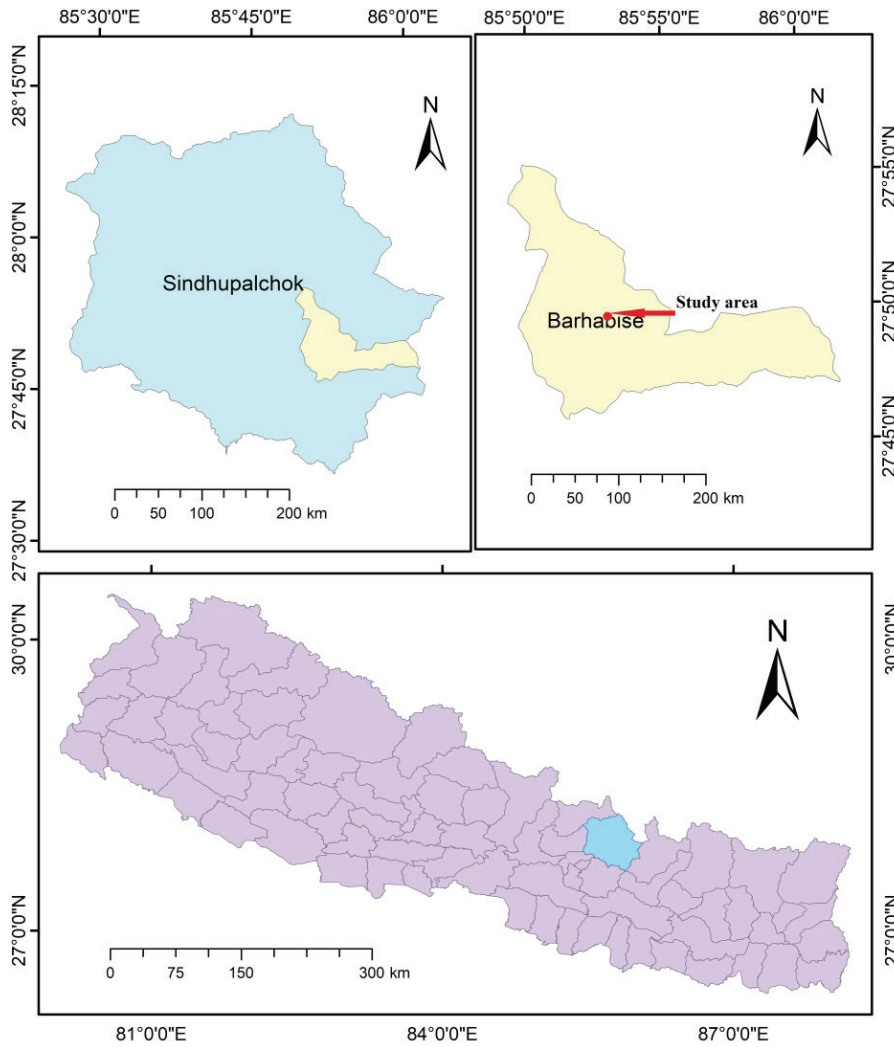 85°30'0"E 85°45'0"E 86°0'0"E
28°15'0"N
28°0'0"N
27°45'0"N
27°30'0"N
N
Sindhupalchok
0 50 100 200 km
85°50'0"E 85°55'0"E 86°0'0"E
N
27°55'0"N
27°50'0"N
27°45'0"N
Study area
Barhabise
0 50 100 200 km
30°0'0"N
27°0'0"N
N
30°0'0"N
27°0'0"N
0 75 150 300 km
81°0'0"E 84°0'0"E 87°0'0"E